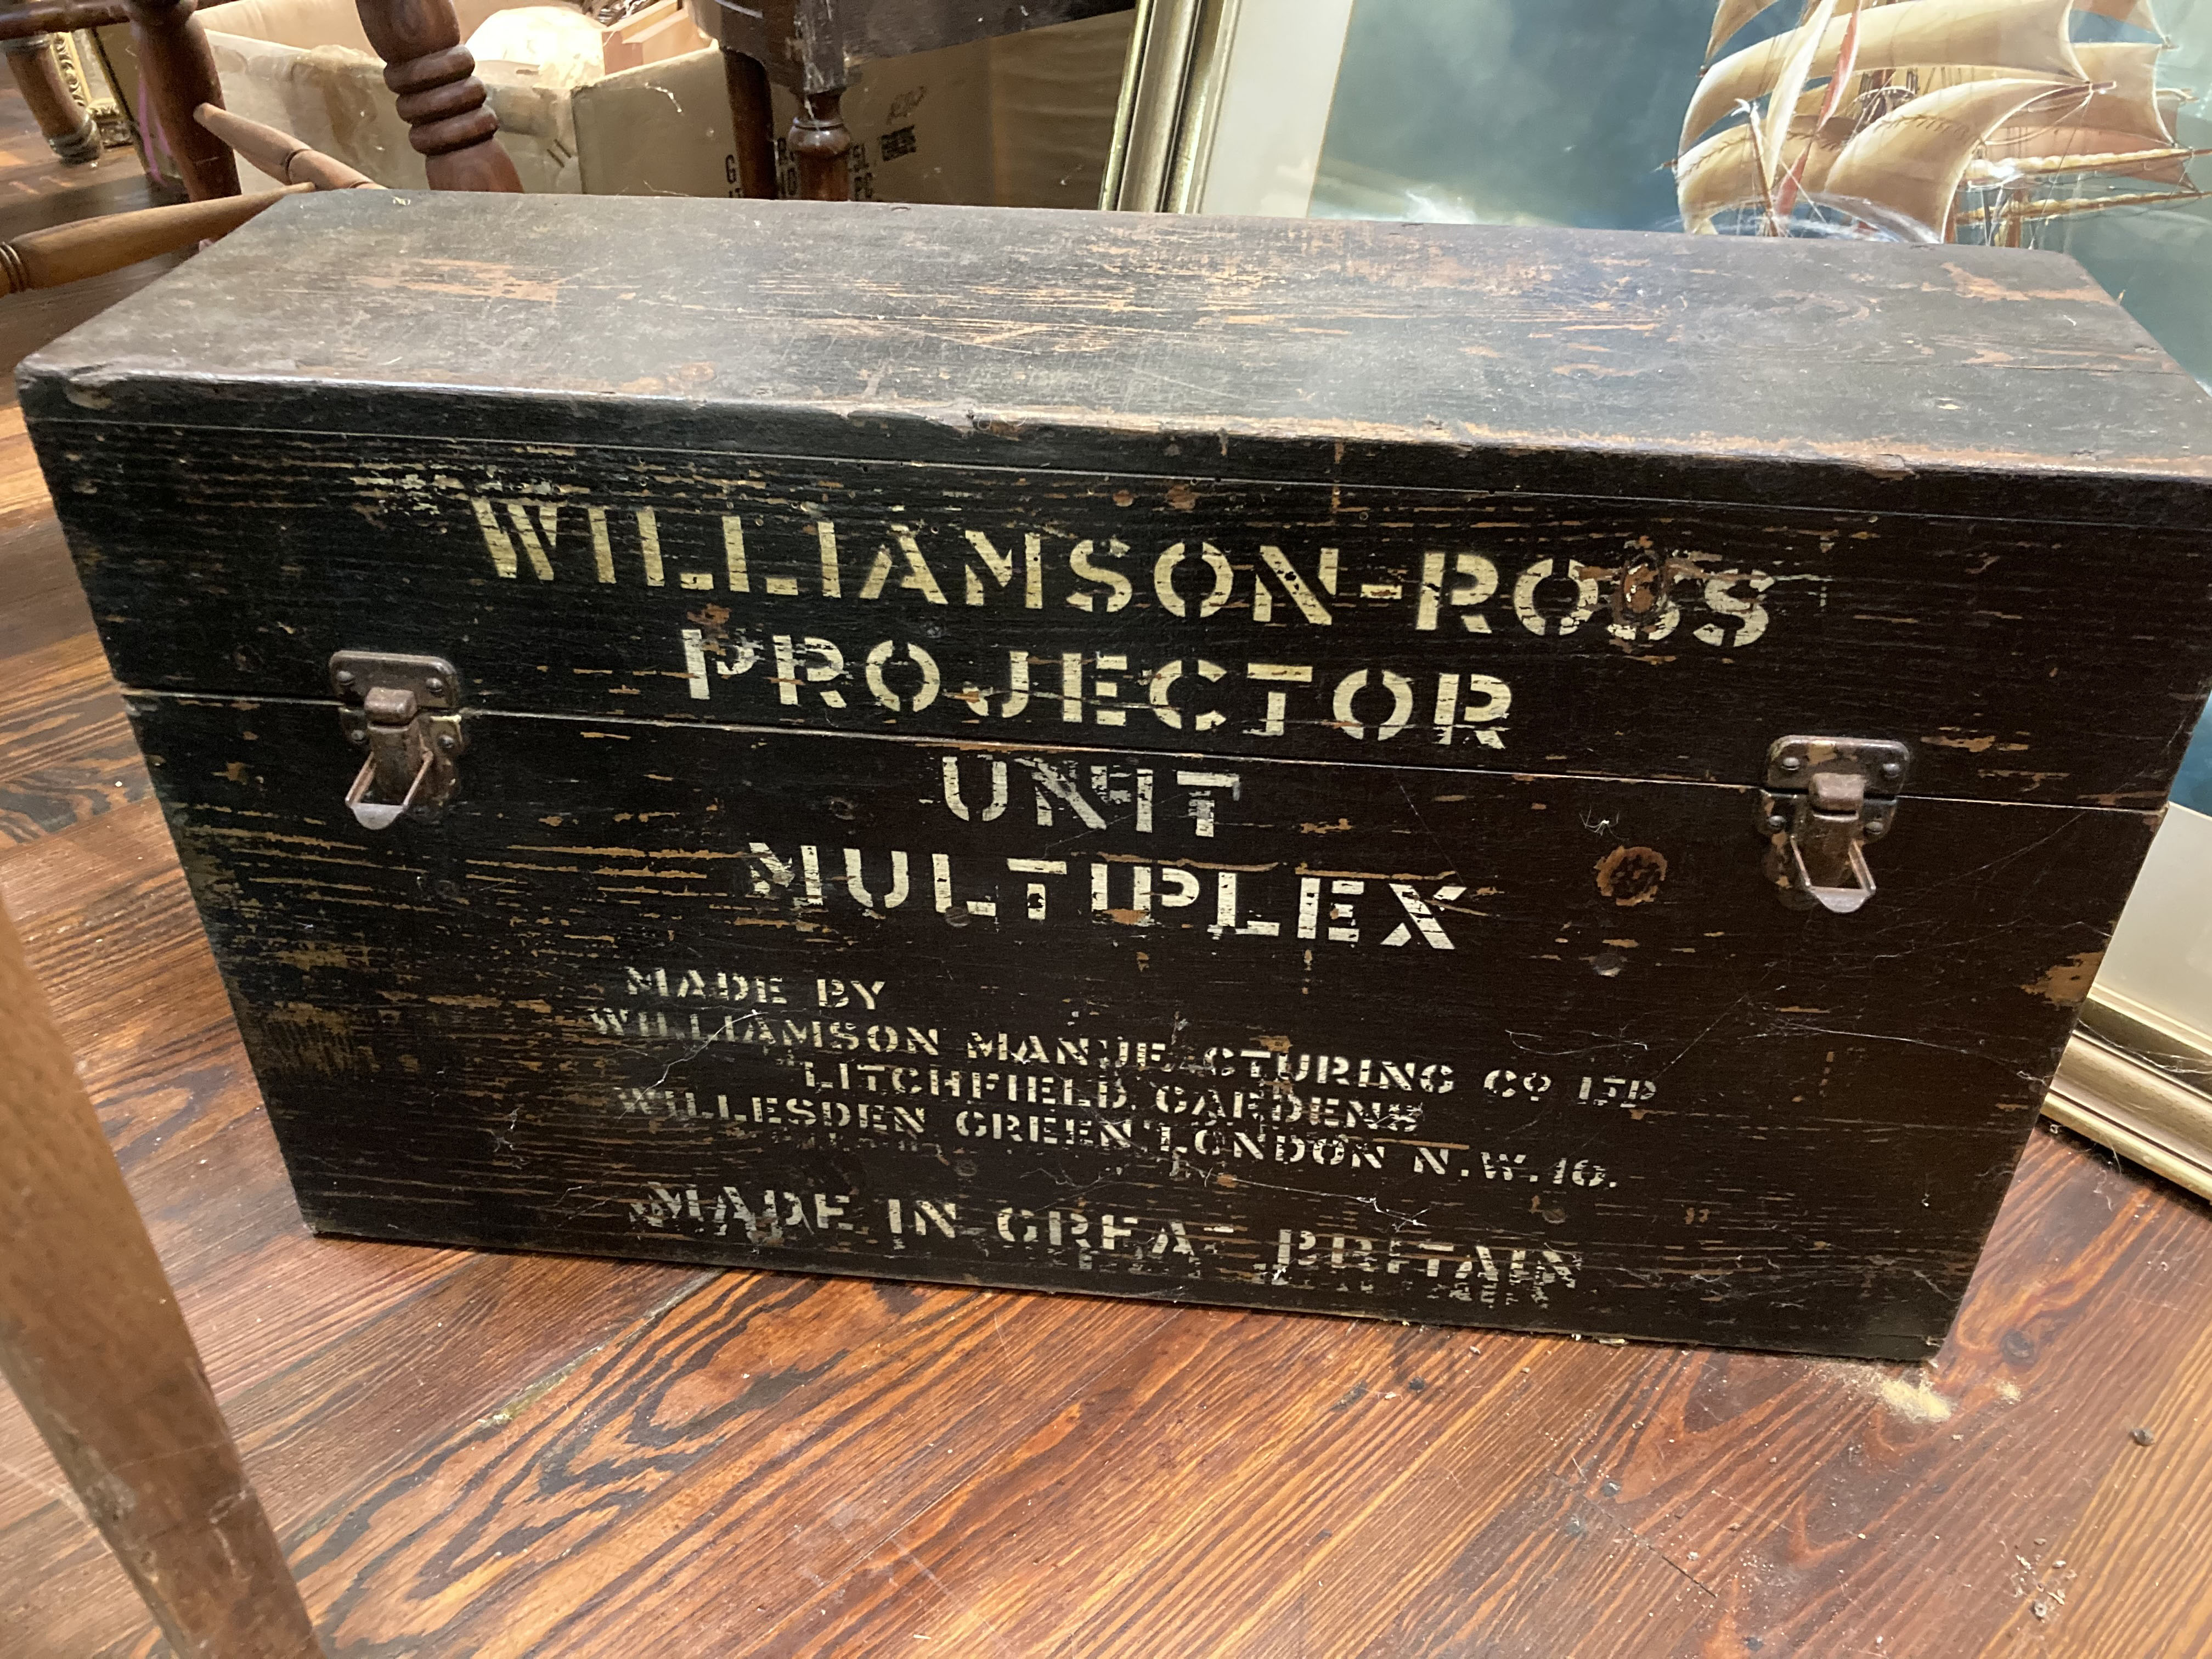 WILLIAMSON-ROSS
PROJECTOR
UNIT
MULTIPLEX
MADE BY
WILLIAMSON MANUFACTURING Cº LTD
LITCHFIELD GARDENS
WILLESDEN GREEN LONDON N.W.10.
MADE IN GREAT BRITAIN